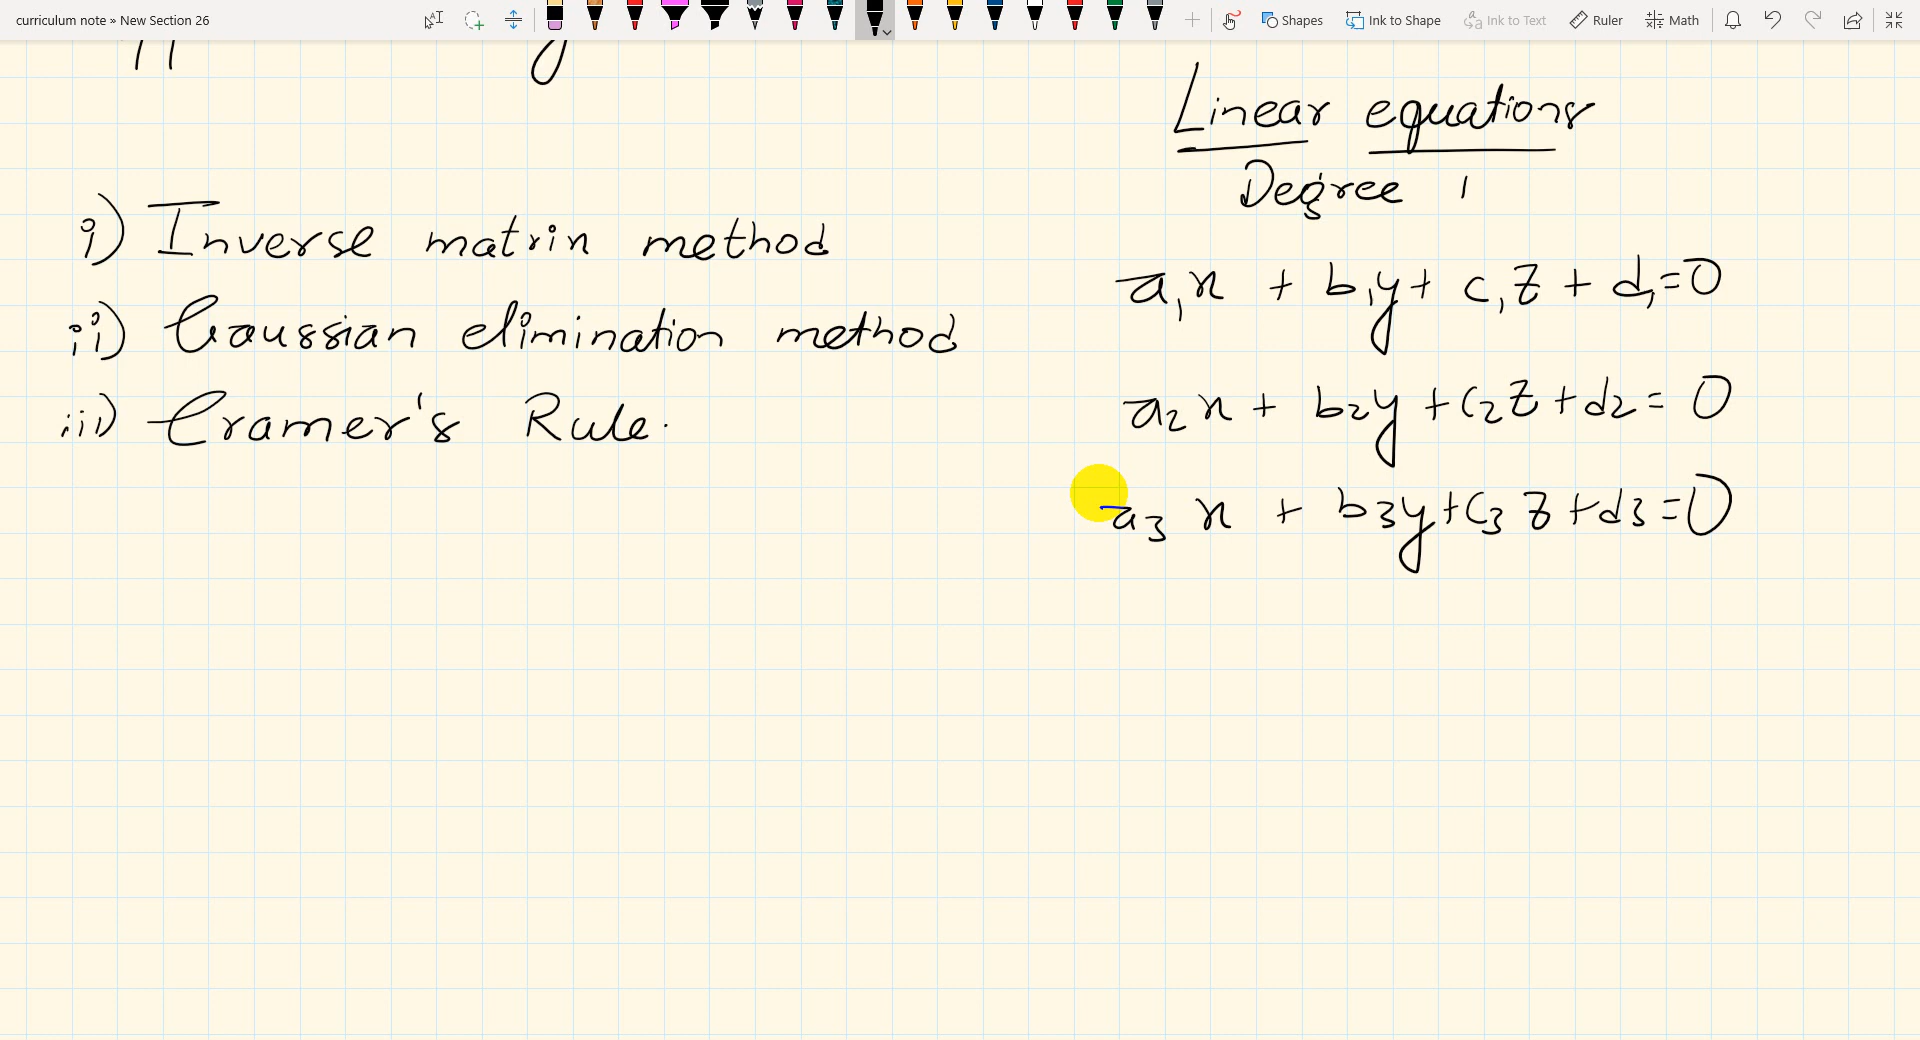 curriculum note » New Section 26
Shapes Ink to Shape Ink to Text Ruler Math
Linear equations
Degree 1
i) Inverse matrix method
ii) Gaussian elimination method
iii) Cramer's Rule.
a₁x + b₁y + c₁z + d₁=0
a₂x + b₂y + c₂z + d₂ = 0
a₃ x + b₃y+c₃ z + d₃ =0